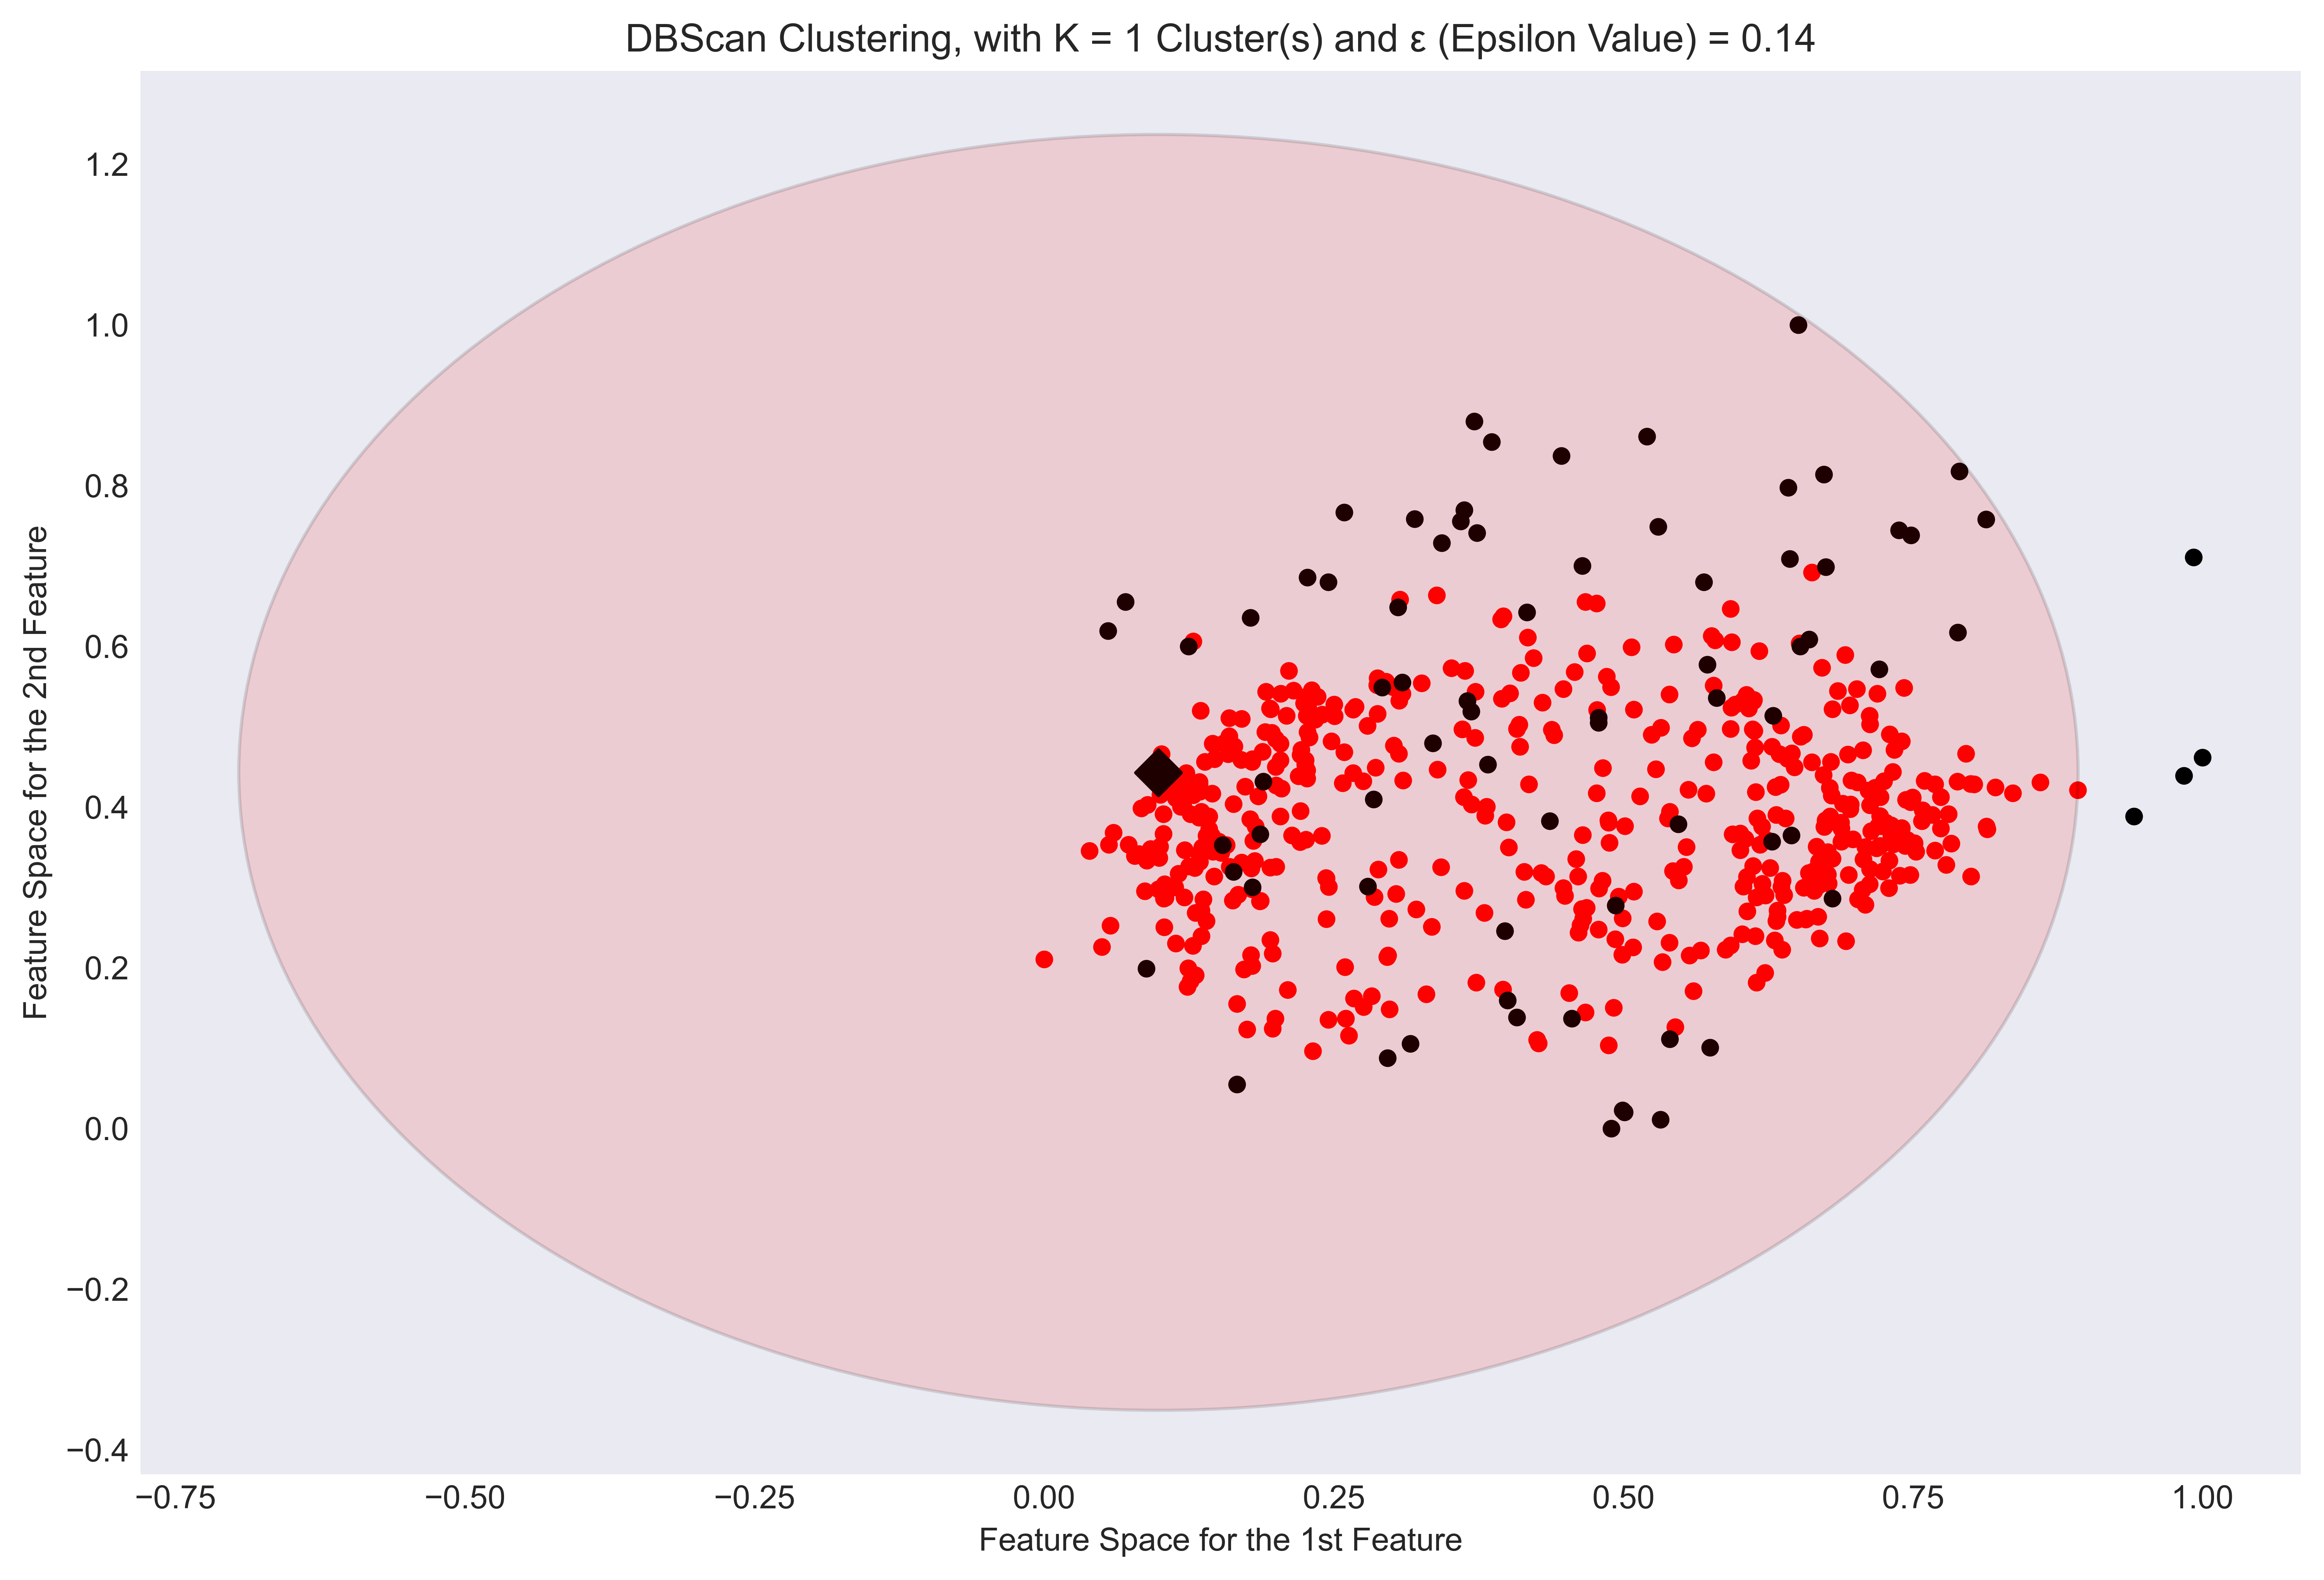 DBScan Clustering, with K = 1 Cluster(s) and ε (Epsilon Value) = 0.14
1.2
1.0
0.8
0.6
0.4
0.2
0.0
−0.2
−0.4
Feature Space for the 2nd Feature
−0.75 −0.50 −0.25 0.00 0.25 0.50 0.75 1.00
Feature Space for the 1st Feature